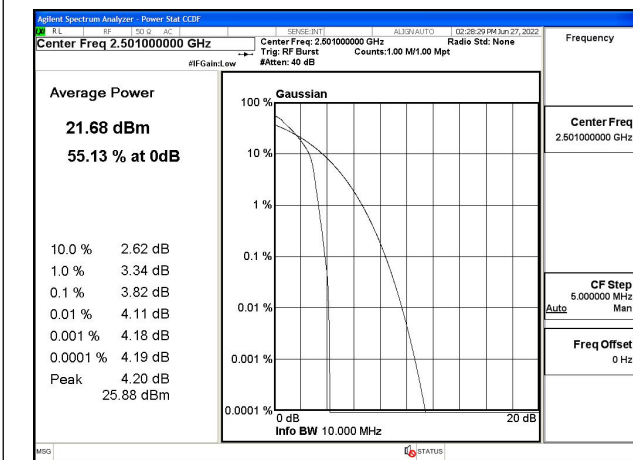 Agilent Spectrum Analyzer - Power Stat CCDF
RL RF 50 Ω AC SENSE:INT ALIGN AUTO 02:28:29 PM Jun 27, 2022
Center Freq 2.501000000 GHz
Center Freq: 2.501000000 GHz Radio Std: None
Trig: RF Burst Counts:1.00 M/1.00 Mpt
#IFGain:Low #Atten: 40 dB
Frequency
Average Power
21.68 dBm
55.13 % at 0dB
10.0 % 2.62 dB
1.0 % 3.34 dB
0.1 % 3.82 dB
0.01 % 4.11 dB
0.001 % 4.18 dB
0.0001 % 4.19 dB
Peak 4.20 dB
25.88 dBm
Gaussian
100 %
10 %
1 %
0.1 %
0.01 %
0.001 %
0.0001 %
0 dB 20 dB
Info BW 10.000 MHz
Center Freq
2.501000000 GHz
CF Step
5.000000 MHz
Auto Man
Freq Offset
0 Hz
MSG STATUS